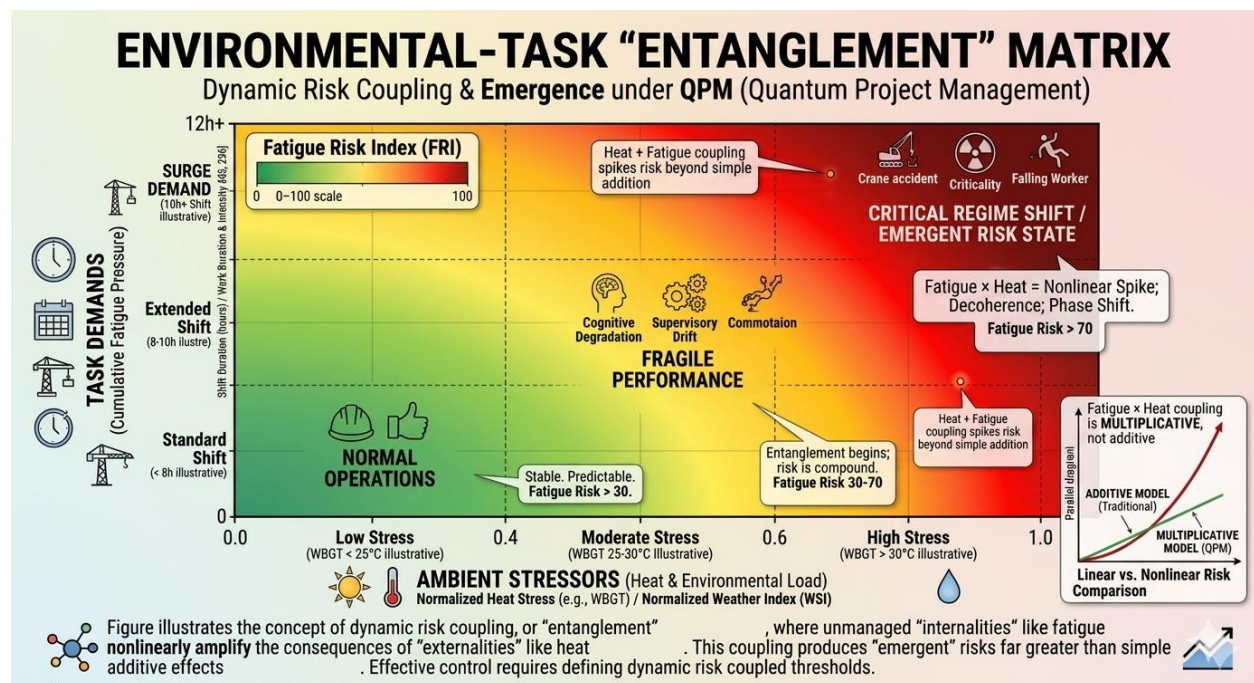 ENVIRONMENTAL-TASK “ENTANGLEMENT” MATRIX
Dynamic Risk Coupling & Emergence under QPM (Quantum Project Management)
12h+
SURGE
DEMAND
(10h+ Shift
illustrative)
Extended
Shift
(8-10h ilustre)
Standard
Shift
(< 8h illustrative)
0
TASK DEMANDS
(Cumulative Fatigue Pressure)
Shift Duration (hours) / Work Duration & Intensity 296]
Fatigue Risk Index (FRI)
0
0–100 scale
100
Heat + Fatigue coupling
spikes risk beyond simple
addition
Crane accident
Criticality
Falling Worker
CRITICAL REGIME SHIFT /
EMERGENT RISK STATE
Fatigue × Heat = Nonlinear Spike;
Decoherence; Phase Shift.
Fatigue Risk > 70
Cognitive
Degradation
Supervisory
Drift
Commotaion
FRAGILE
PERFORMANCE
Heat + Fatigue
coupling spikes risk
beyond simple addition
NORMAL
OPERATIONS
Stable. Predictable.
Fatigue Risk > 30.
Entanglement begins;
risk is compound.
Fatigue Risk 30-70
Fatigue × Heat coupling
is MULTIPLICATIVE,
not additive
Parallel
ADDITIVE MODEL
(Traditional)
MULTIPLICATIVE
MODEL (QPM)
Linear vs. Nonlinear Risk
Comparison
0.0
Low Stress
(WBGT < 25°C illustrative)
0.4
Moderate Stress
(WBGT 25-30°C Illustrative)
0.6
High Stress
(WBGT > 30°C illustrative)
1.0
AMBIENT STRESSORS (Heat & Environmental Load)
Normalized Heat Stress (e.g., WBGT) / Normalized Weather Index (WSI)
Figure illustrates the concept of dynamic risk coupling, or “entanglement” , where unmanaged “internalities” like fatigue
nonlinearly amplify the consequences of “externalities” like heat . This coupling produces “emergent” risks far greater than simple
additive effects . Effective control requires defining dynamic risk coupled thresholds.